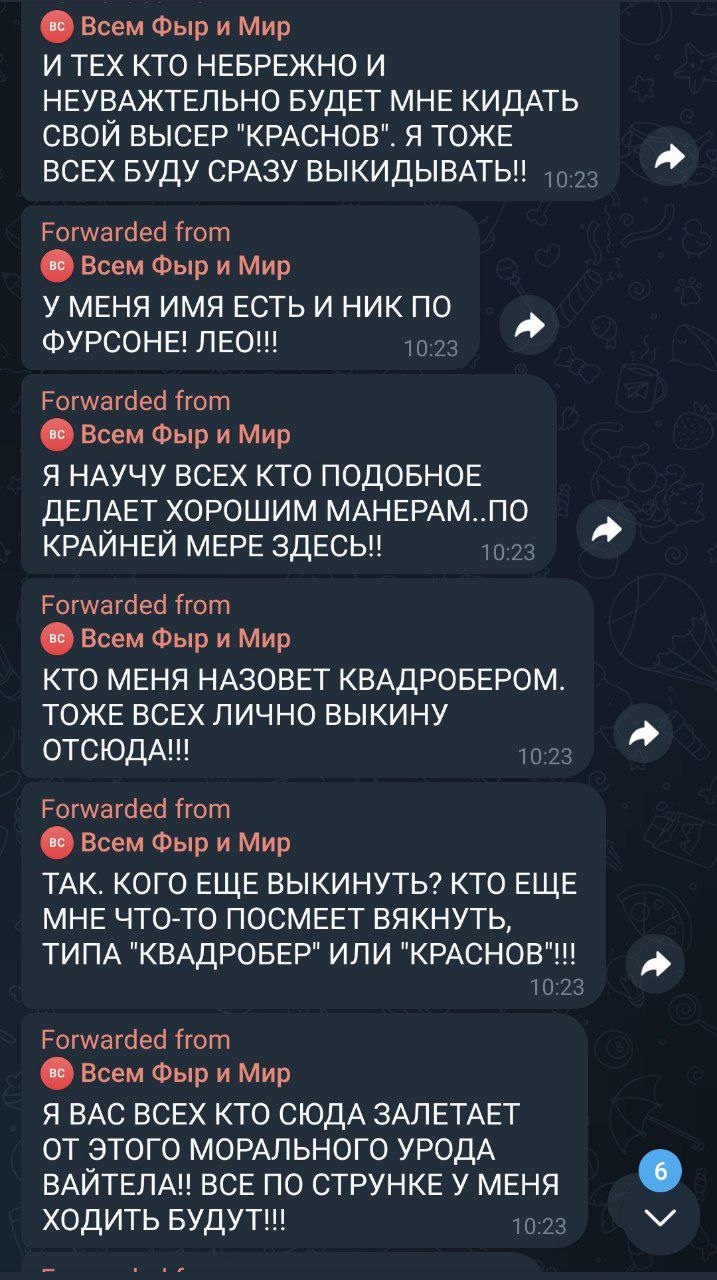 ВС Всем Фыр и Мир
И ТЕХ КТО НЕБРЕЖНО И
НЕУВАЖТЕЛЬНО БУДЕТ МНЕ КИДАТЬ
СВОЙ ВЫСЕР "КРАСНОВ". Я ТОЖЕ
ВСЕХ БУДУ СРАЗУ ВЫКИДЫВАТЬ!! 10:23
Forwarded from
ВС Всем Фыр и Мир
У МЕНЯ ИМЯ ЕСТЬ И НИК ПО
ФУРСОНЕ! ЛЕО!!! 10:23
Forwarded from
ВС Всем Фыр и Мир
Я НАУЧУ ВСЕХ КТО ПОДОБНОЕ
ДЕЛАЕТ ХОРОШИМ МАНЕРАМ..ПО
КРАЙНЕЙ МЕРЕ ЗДЕСЬ!! 10:23
Forwarded from
ВС Всем Фыр и Мир
КТО МЕНЯ НАЗОВЕТ КВАДРОБЕРОМ.
ТОЖЕ ВСЕХ ЛИЧНО ВЫКИНУ
ОТСЮДА!!! 10:23
Forwarded from
ВС Всем Фыр и Мир
ТАК. КОГО ЕЩЕ ВЫКИНУТЬ? КТО ЕЩЕ
МНЕ ЧТО-ТО ПОСМЕЕТ ВЯКНУТЬ,
ТИПА "КВАДРОБЕР" ИЛИ "КРАСНОВ"!!!
10:23
Forwarded from
ВС Всем Фыр и Мир
Я ВАС ВСЕХ КТО СЮДА ЗАЛЕТАЕТ
ОТ ЭТОГО МОРАЛЬНОГО УРОДА
ВАЙТЕЛА!! ВСЕ ПО СТРУНКЕ У МЕНЯ
ХОДИТЬ БУДУТ!!! 10:23
6